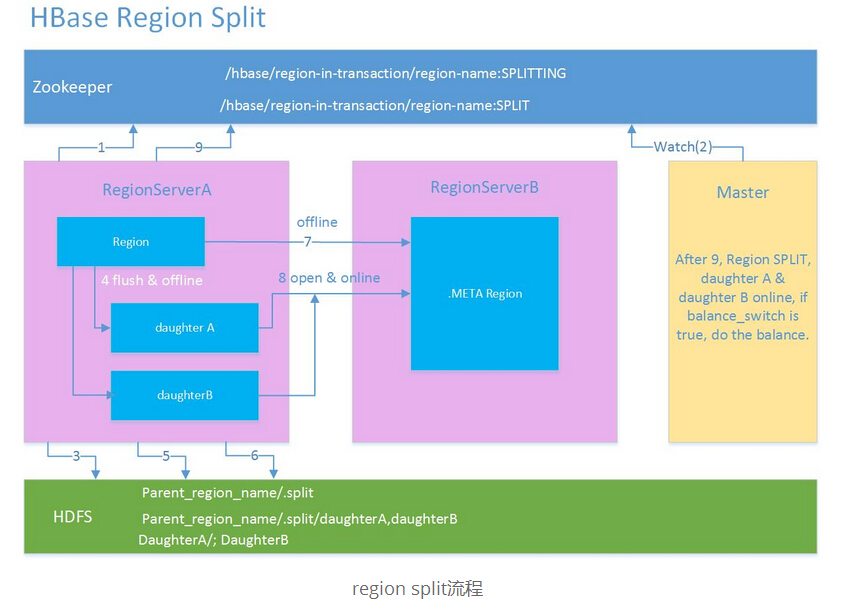 HBase Region Split
Zookeeper
/hbase/region-in-transaction/region-name:SPLITTING
/hbase/region-in-transaction/region-name:SPLIT
1
9
Watch(2)
RegionServerA
RegionServerB
Master
Region
offline
7
4 flush & offline
8 open & online
daughter A
daughterB
.META Region
After 9, Region SPLIT,
daughter A &
daughter B online, if
balance_switch is
true, do the balance.
3
5
6
HDFS
Parent_region_name/.split
Parent_region_name/.split/daughterA,daughterB
DaughterA/; DaughterB
region split流程